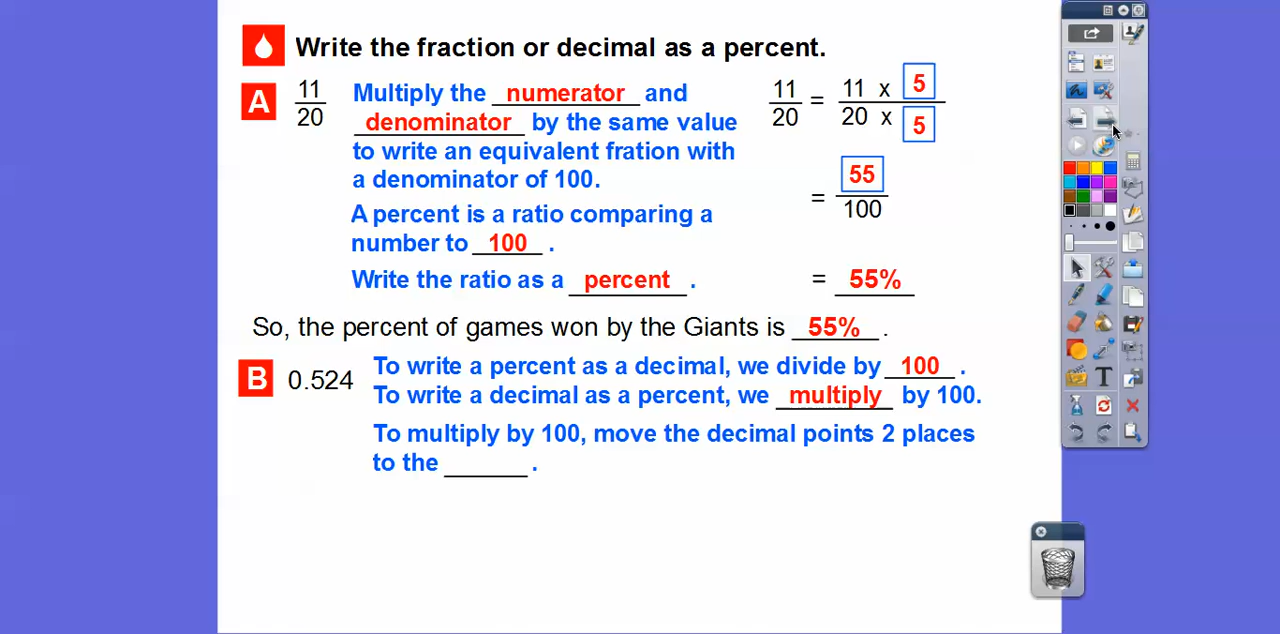 Write the fraction or decimal as a percent.
A 11/20 Multiply the numerator and
denominator by the same value
to write an equivalent fration with
a denominator of 100.
A percent is a ratio comparing a
number to 100 .
Write the ratio as a percent .
11/20 = 11 x 5 / 20 x 5
= 55/100
= 55%
So, the percent of games won by the Giants is 55% .
B 0.524 To write a percent as a decimal, we divide by 100 .
To write a decimal as a percent, we multiply by 100.
To multiply by 100, move the decimal points 2 places
to the ______ .
T